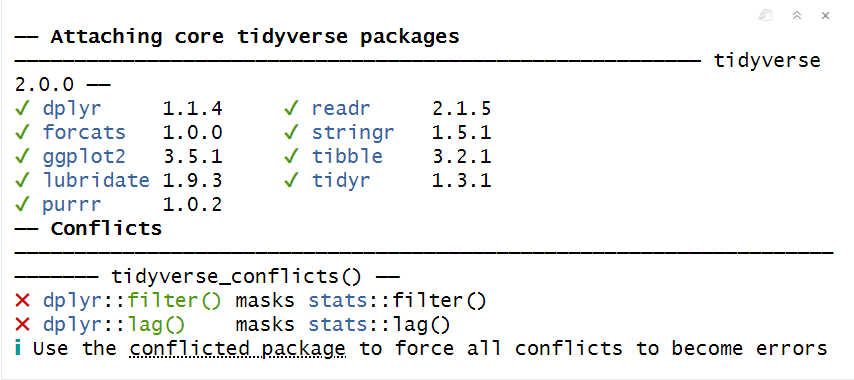 ── Attaching core tidyverse packages
───────────────────────────────────────────────────────── tidyverse
2.0.0 ──
✔ dplyr     1.1.4     ✔ readr     2.1.5
✔ forcats   1.0.0     ✔ stringr   1.5.1
✔ ggplot2   3.5.1     ✔ tibble    3.2.1
✔ lubridate 1.9.3     ✔ tidyr     1.3.1
✔ purrr     1.0.2
── Conflicts
────────────────────────────────────────────────────────────────────
─────── tidyverse_conflicts() ──
✖ dplyr::filter() masks stats::filter()
✖ dplyr::lag()    masks stats::lag()
ℹ Use the conflicted package to force all conflicts to become errors